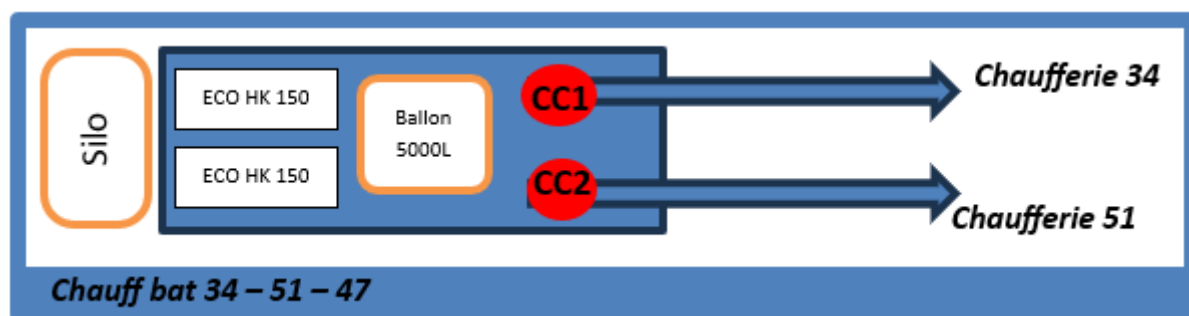 Silo
ECO HK 150
ECO HK 150
Ballon
5000L
CC1
CC2
Chaufferie 34
Chaufferie 51
Chauff bat 34 – 51 – 47